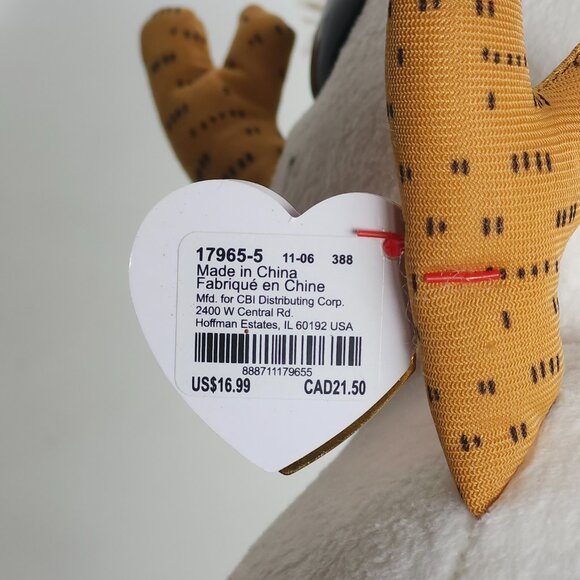 17965-5 11-06 388
Made in China
Fabriqué en Chine
Mfd. for CBI Distributing Corp.
2400 W Central Rd.
Hoffman Estates, IL 60192 USA
888711179655
US$16.99 CAD21.50